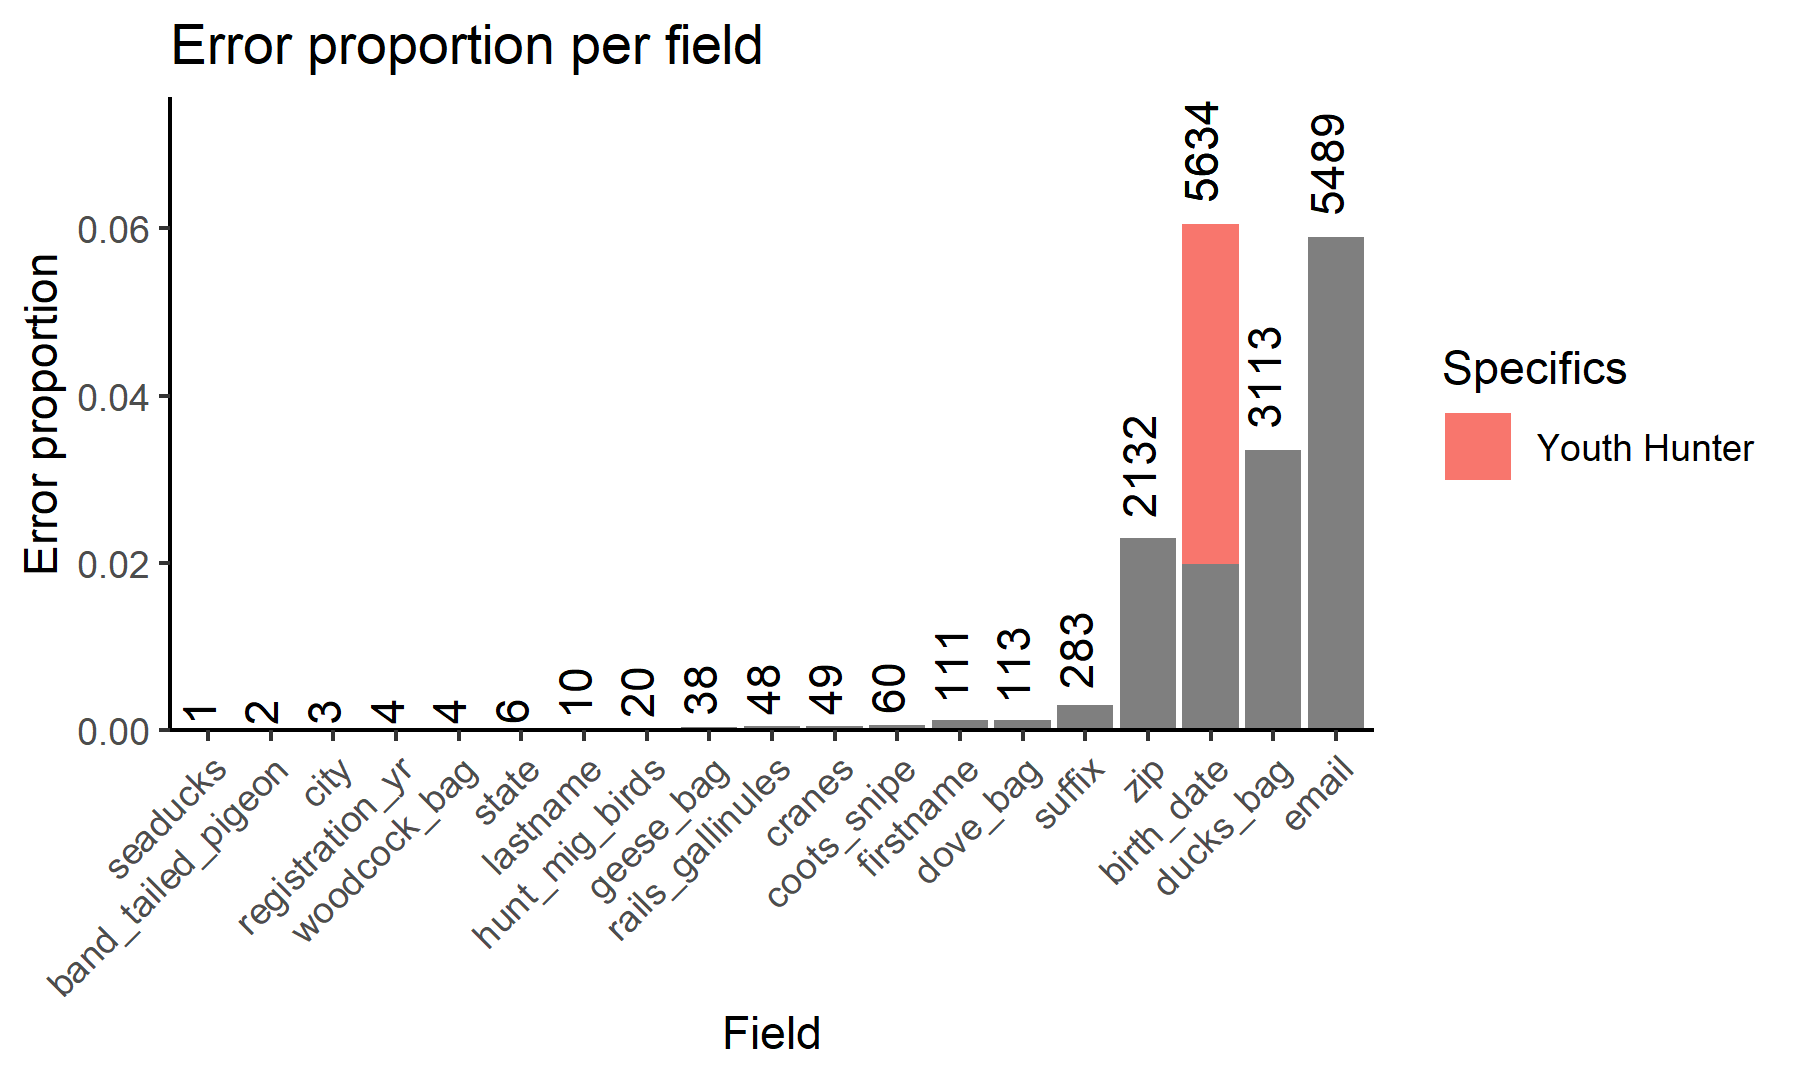 Error proportion per field
Error proportion
0.06
0.04
0.02
0.00
1
2
3
4
4
6
10
20
38
48
49
60
111
113
283
2132
5634
3113
5489
seaducks
band_tailed_pigeon
city
registration_yr
woodcock_bag
state
lastname
hunt_mig_birds
geese_bag
rails_gallinules
cranes
coots_snipe
firstname
dove_bag
suffix
zip
birth_date
ducks_bag
email
Field
Specifics
Youth Hunter